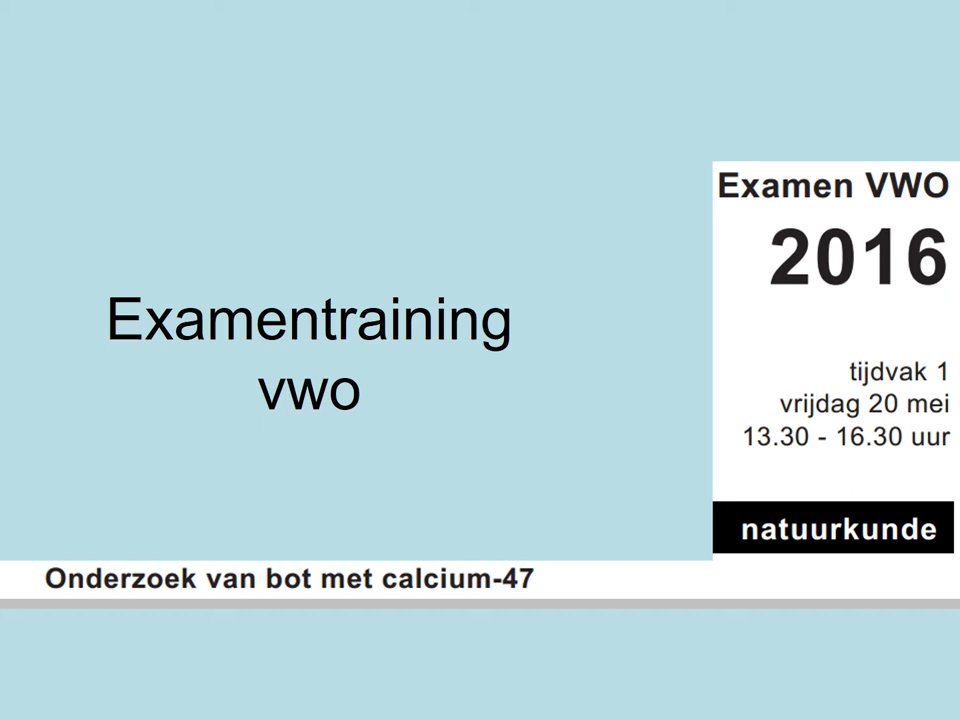 Examen VWO
2016
tijdvak 1
vrijdag 20 mei
13.30 - 16.30 uur
natuurkunde
Examentraining
vwo
Onderzoek van bot met calcium-47